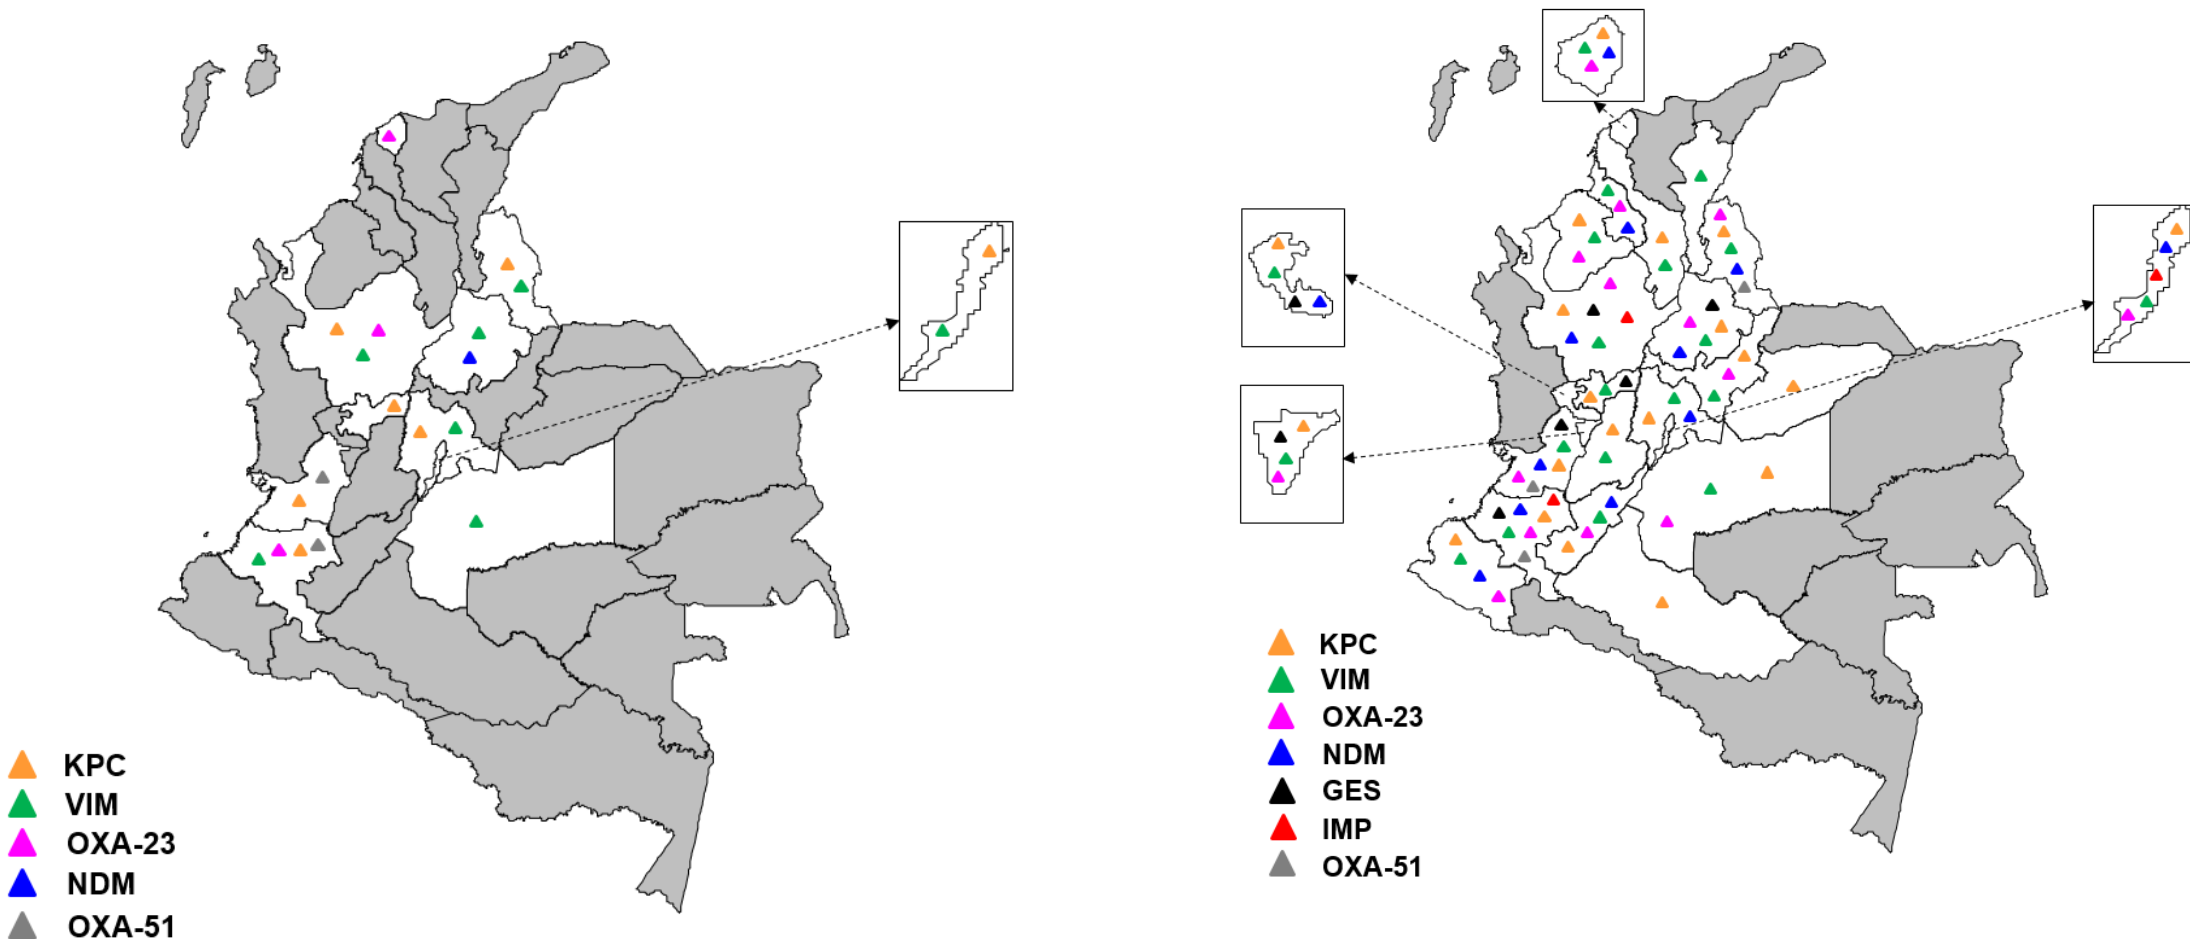 KPC
VIM
OXA-23
NDM
OXA-51
KPC
VIM
OXA-23
NDM
GES
IMP
OXA-51